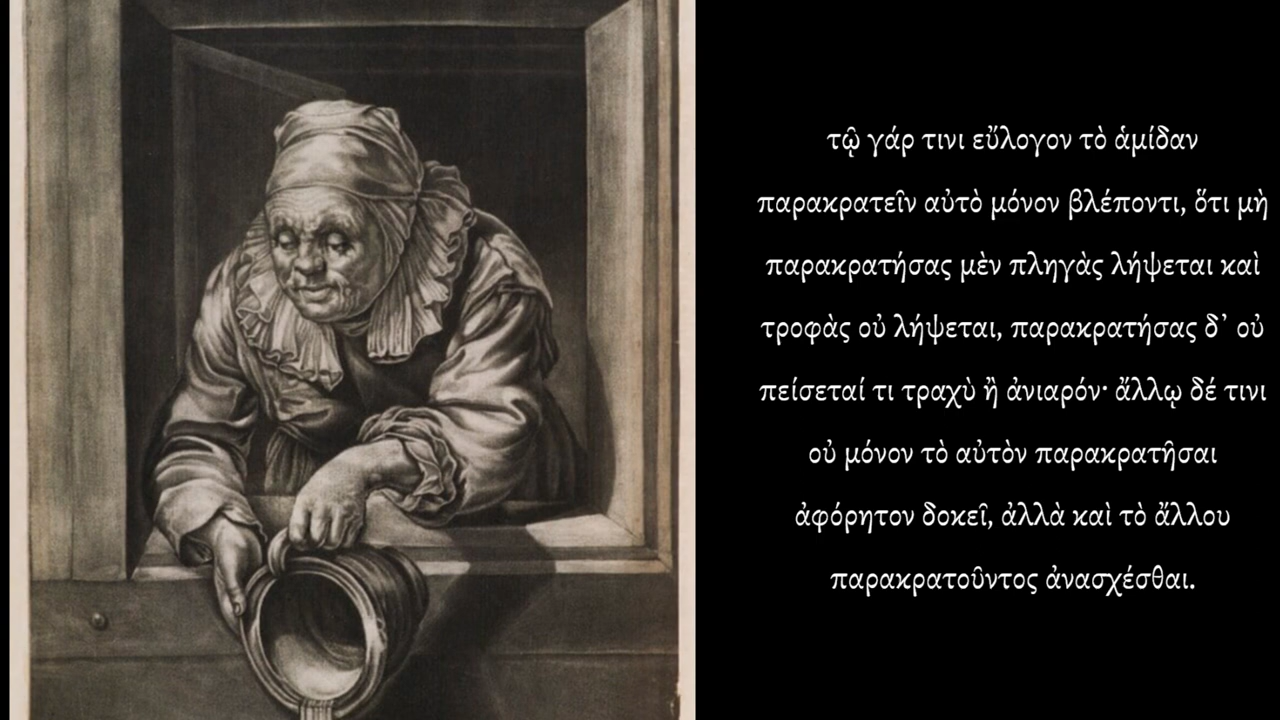 τῷ γάρ τινι εὔλογον τὸ ἁμίδαν
παρακρατεῖν αὐτὸ μόνον βλέποντι, ὅτι μὴ
παρακρατήσας μὲν πληγὰς λήψεται καὶ
τροφὰς οὐ λήψεται, παρακρατήσας δ᾽ οὐ
πείσεταί τι τραχὺ ἢ ἀνιαρόν· ἄλλῳ δέ τινι
οὐ μόνον τὸ αὐτὸν παρακρατῆσαι
ἀφόρητον δοκεῖ, ἀλλὰ καὶ τὸ ἄλλου
παρακρατοῦντος ἀνασχέσθαι.